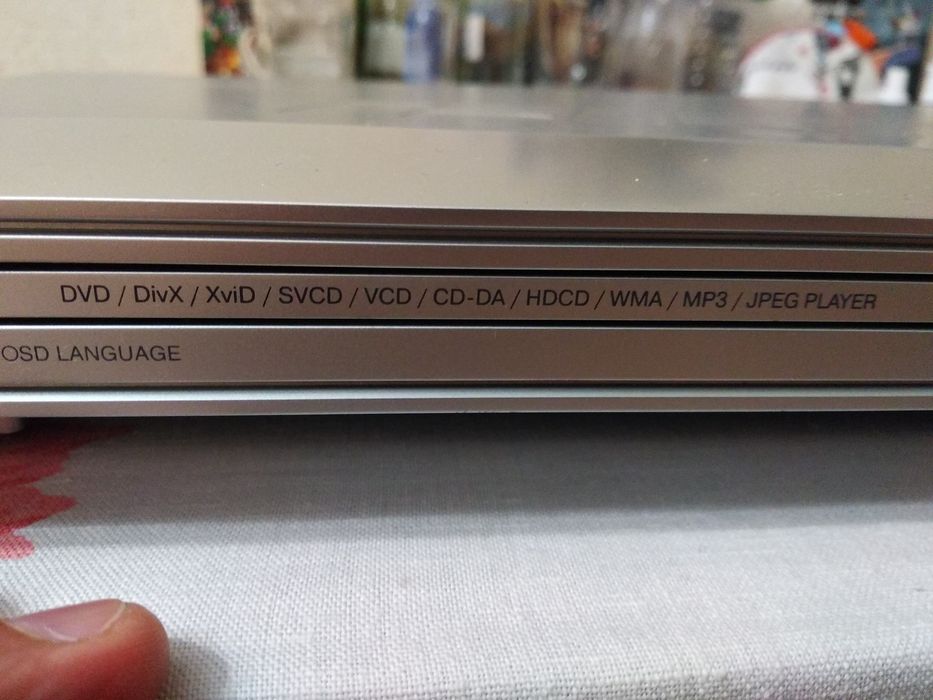 DVD / DivX / XviD / SVCD / VCD / CD-DA / HDCD / WMA / MP3 / JPEG PLAYER
OSD LANGUAGE